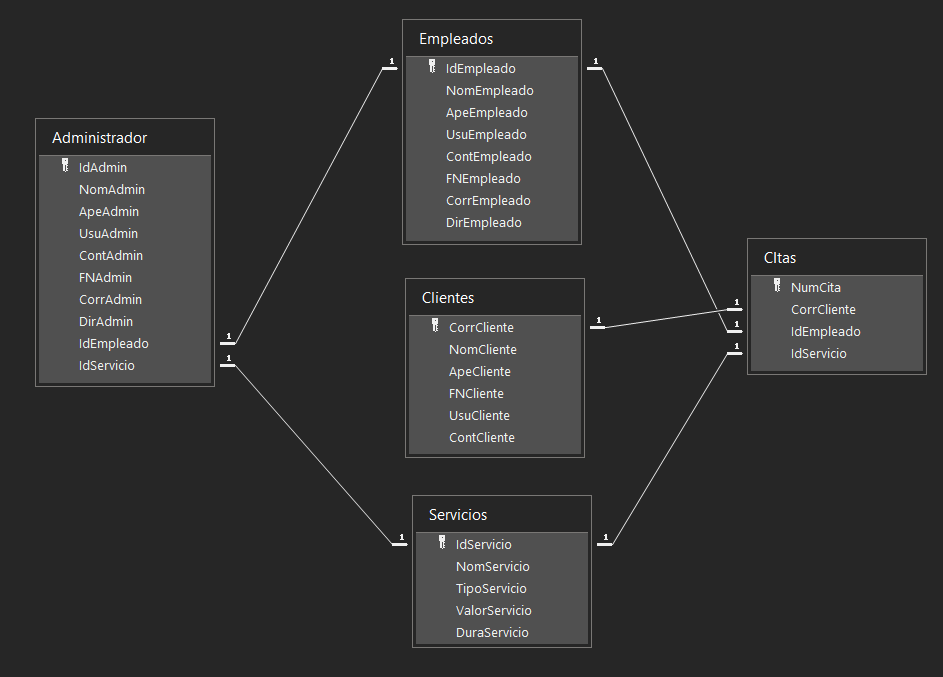 Administrador
IdAdmin
NomAdmin
ApeAdmin
UsuAdmin
ContAdmin
FNAdmin
CorrAdmin
DirAdmin
IdEmpleado
IdServicio
1
1
Empleados
IdEmpleado
NomEmpleado
ApeEmpleado
UsuEmpleado
ContEmpleado
FNEmpleado
CorrEmpleado
DirEmpleado
1
1
Clientes
CorrCliente
NomCliente
ApeCliente
FNCliente
UsuCliente
ContCliente
1
Servicios
IdServicio
NomServicio
TipoServicio
ValorServicio
DuraServicio
1
1
CItas
NumCita
CorrCliente
IdEmpleado
IdServicio
1
1
1